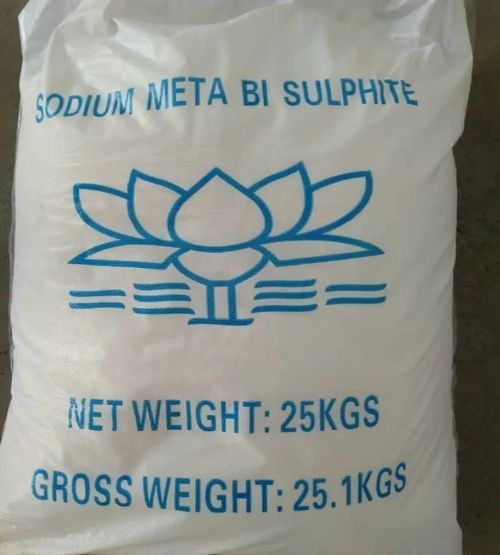 SODIUM META BI SULPHITE
NET WEIGHT: 25KGS
GROSS WEIGHT: 25.1KGS